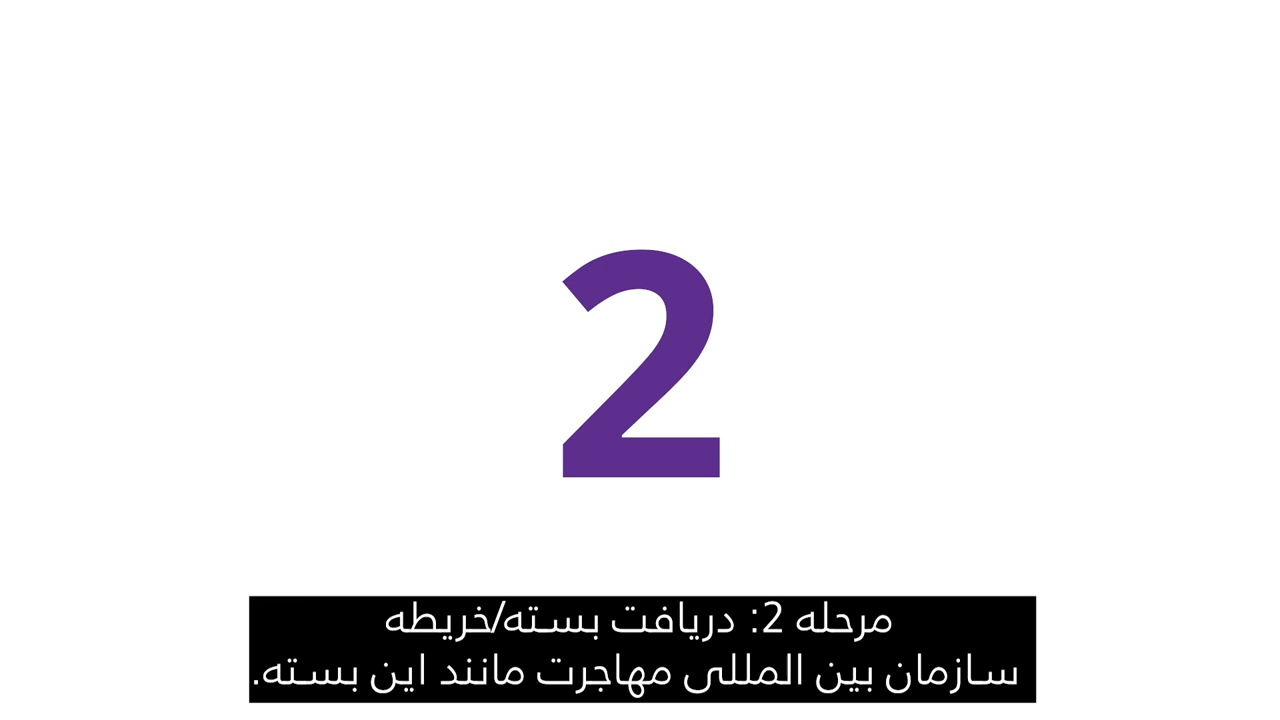 2
مرحله 2: دریافت بسته/خریطه
سازمان بین المللی مهاجرت مانند این بسته.